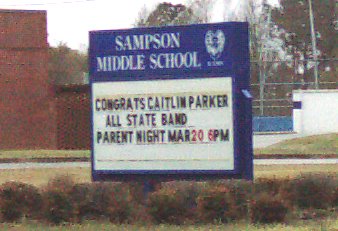 SAMPSON
MIDDLE SCHOOL
CONGRATS CAITLIN PARKER
ALL STATE BAND
PARENT NIGHT MAR 20 6PM